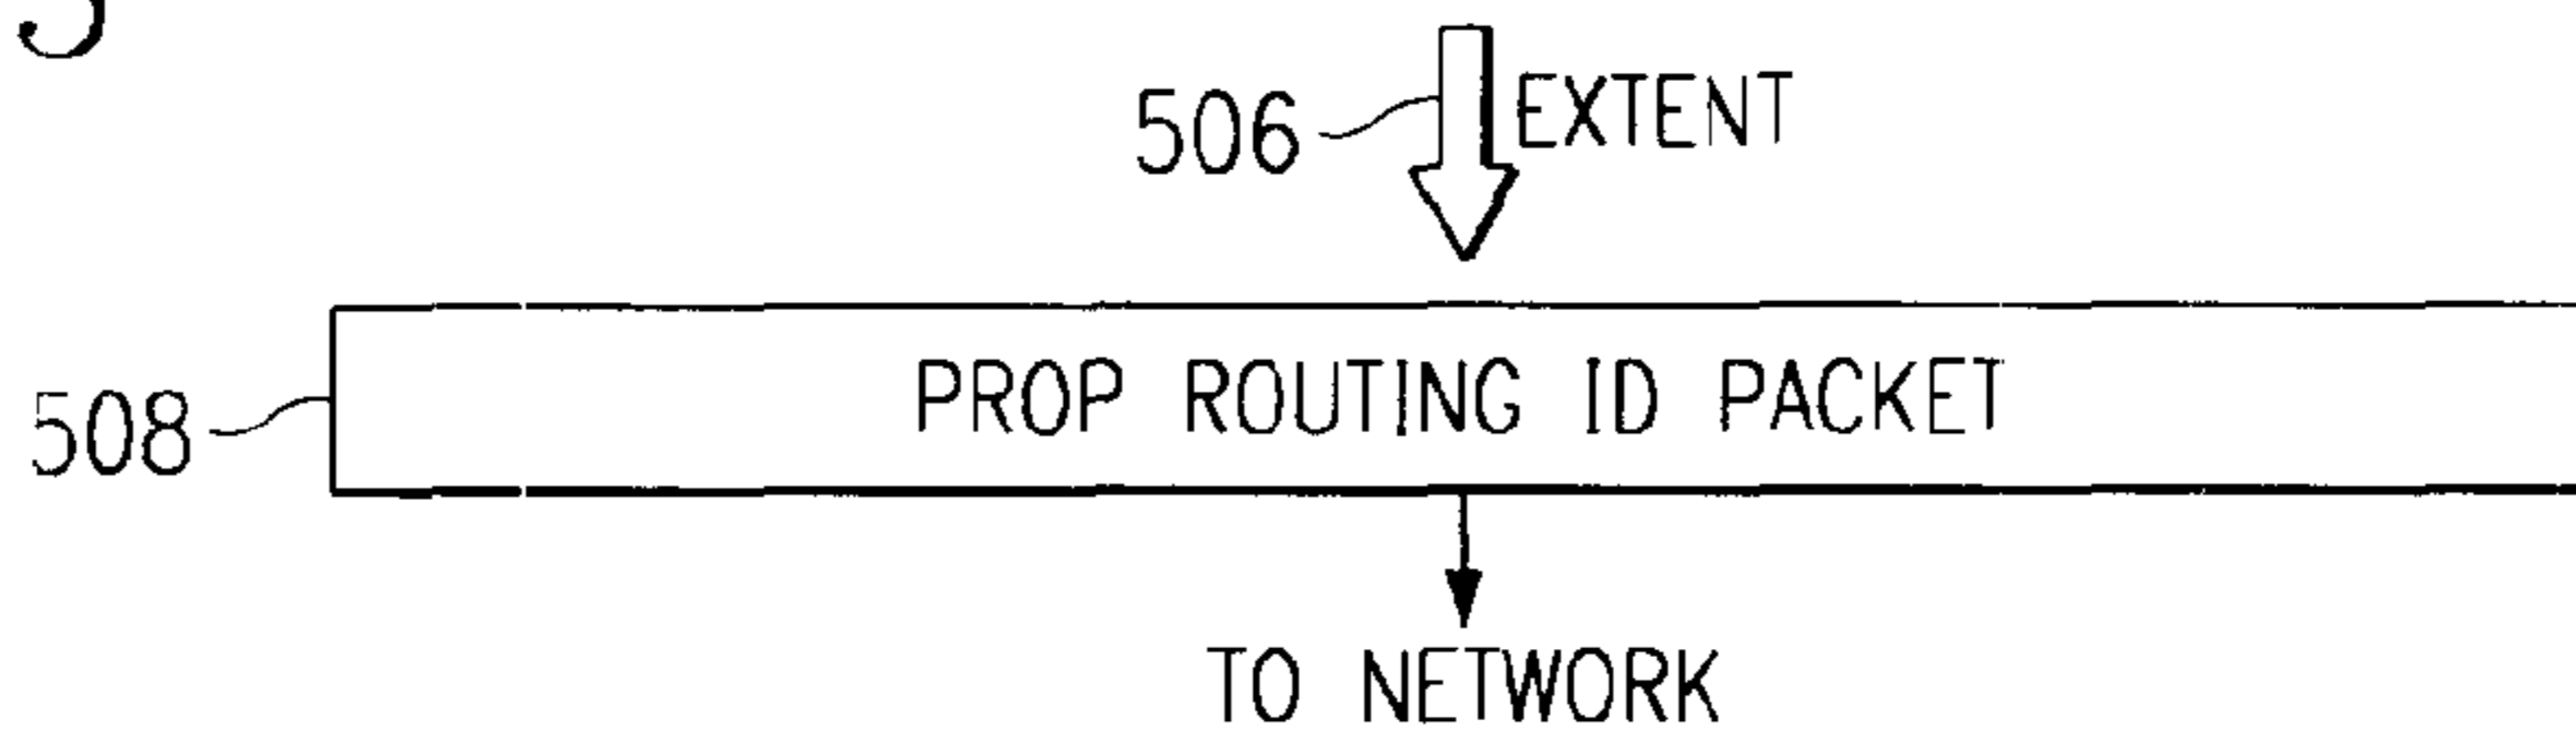 506 EXTENT
508 PROP ROUTING ID PACKET
TO NETWORK